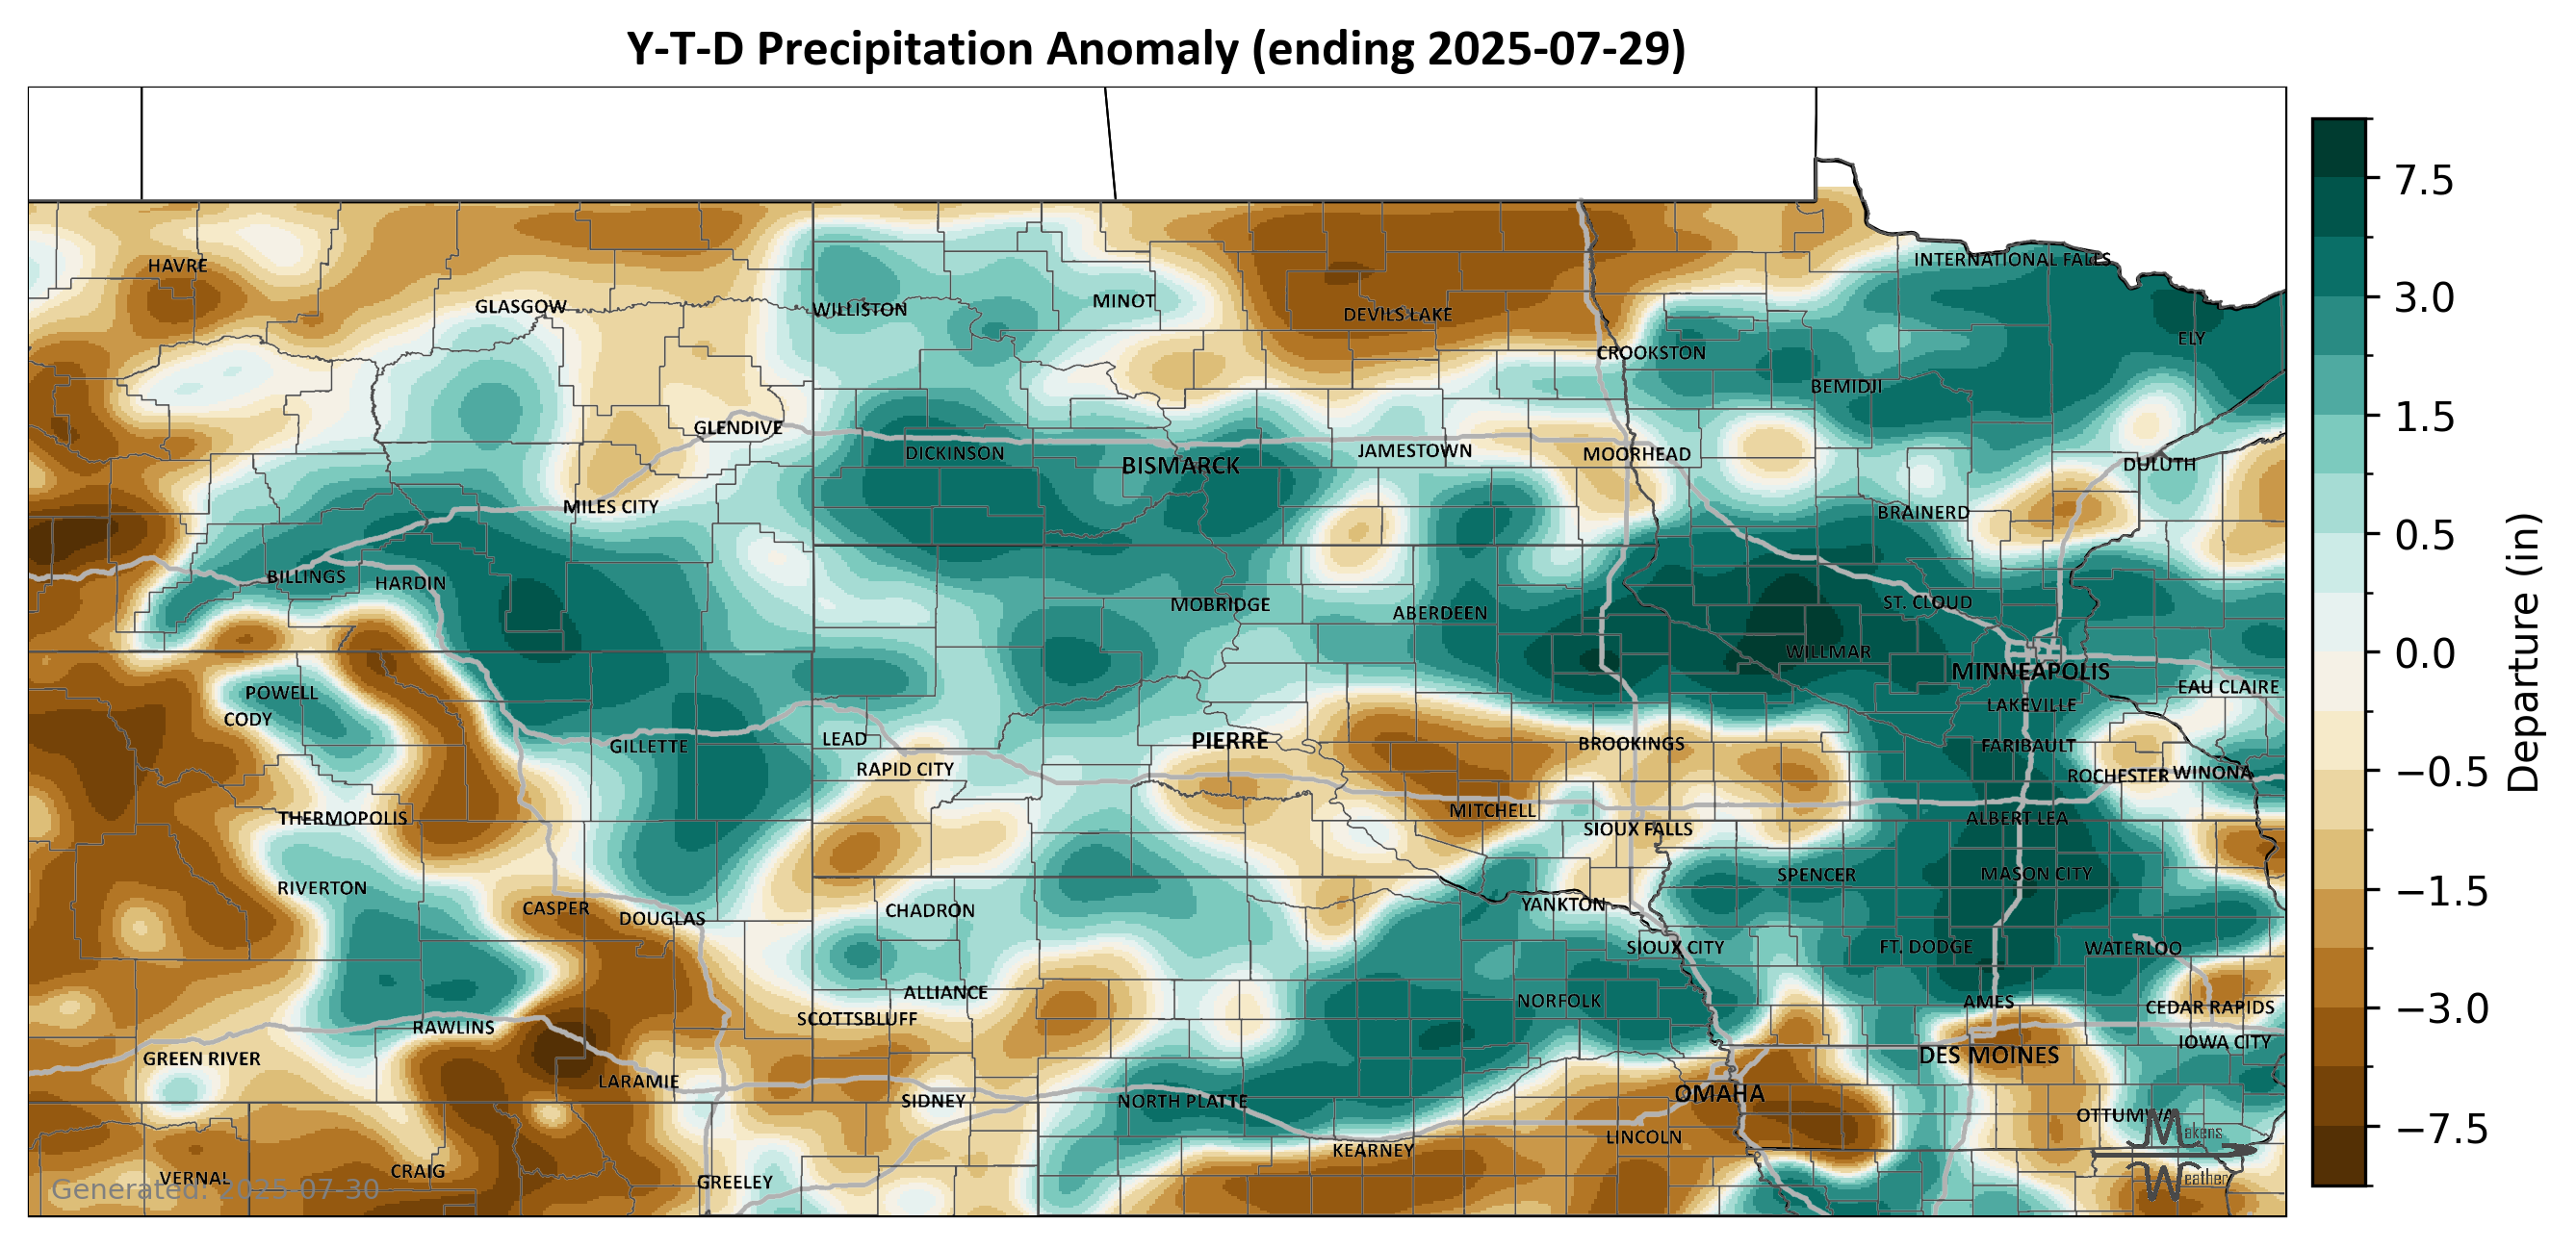 Y-T-D Precipitation Anomaly (ending 2025-07-29)
INTERNATIONAL FALLS
HAVRE
GLASGOW
WILLISTON
MINOT
DEVILS LAKE
ELY
CROOKSTON
BEMIDJI
GLENDIVE
DICKINSON
BISMARCK
JAMESTOWN
MOORHEAD
DULUTH
MILES CITY
BRAINERD
BILLINGS
HARDIN
MOBRIDGE
ABERDEEN
ST. CLOUD
WILLMAR
MINNEAPOLIS
EAU CLAIRE
POWELL
CODY
LAKEVILLE
GILLETTE
LEAD
PIERRE
BROOKINGS
FARIBAULT
RAPID CITY
ROCHESTER
WINONA
THERMOPOLIS
MITCHELL
SIOUX FALLS
ALBERT LEA
RIVERTON
SPENCER
MASON CITY
CASPER
DOUGLAS
CHADRON
YANKTON
SIOUX CITY
FT. DODGE
WATERLOO
ALLIANCE
NORFOLK
AMES
CEDAR RAPIDS
SCOTTSBLUFF
RAWLINS
IOWA CITY
GREEN RIVER
DES MOINES
LARAMIE
OMAHA
SIDNEY
NORTH PLATTE
OTTUMWA
LINCOLN
KEARNEY
VERNAL
CRAIG
GREELEY
Generated: 2025-07-30
Makens
Weather
7.5
3.0
1.5
0.5
0.0
−0.5
−1.5
−3.0
−7.5
Departure (in)